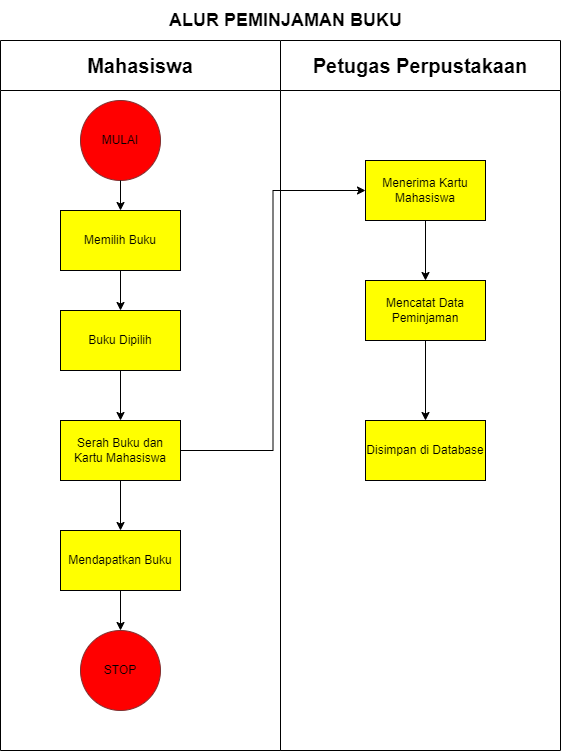 ALUR PEMINJAMAN BUKU
Mahasiswa
Petugas Perpustakaan
MULAI
Memilih Buku
Buku Dipilih
Serah Buku dan
Kartu Mahasiswa
Mendapatkan Buku
STOP
Menerima Kartu
Mahasiswa
Mencatat Data
Peminjaman
Disimpan di Database